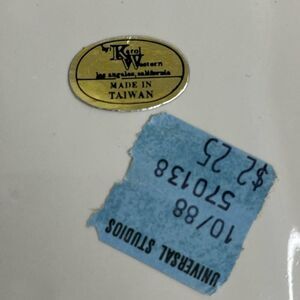 by: Karol
Western
los angeles, california
MADE IN
TAIWAN
$2.25
570138
10/88
UNIVERSAL STUDIOS